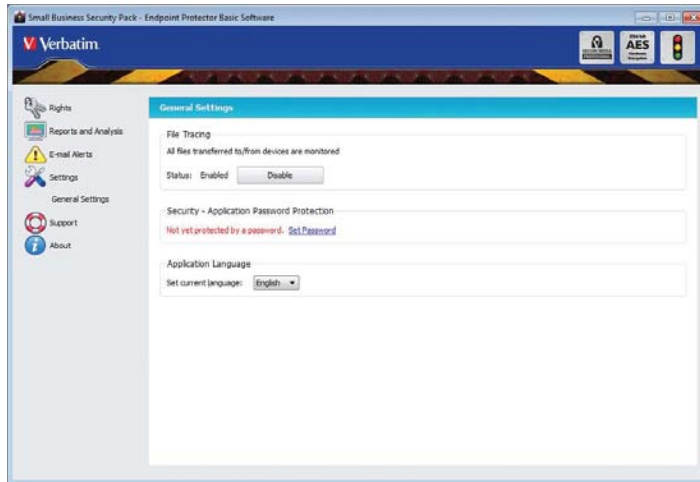 Small Business Security Pack - Endpoint Protector Basic Software
Verbatim.
AES
Rights
Reports and Analysis
E-mail Alerts
Settings
General Settings
Support
About
General Settings
File Tracing
All files transferred to/from devices are monitored
Status: Enabled Disable
Security - Application Password Protection
Not yet protected by a password. Set Password
Application Language
Set current language: English